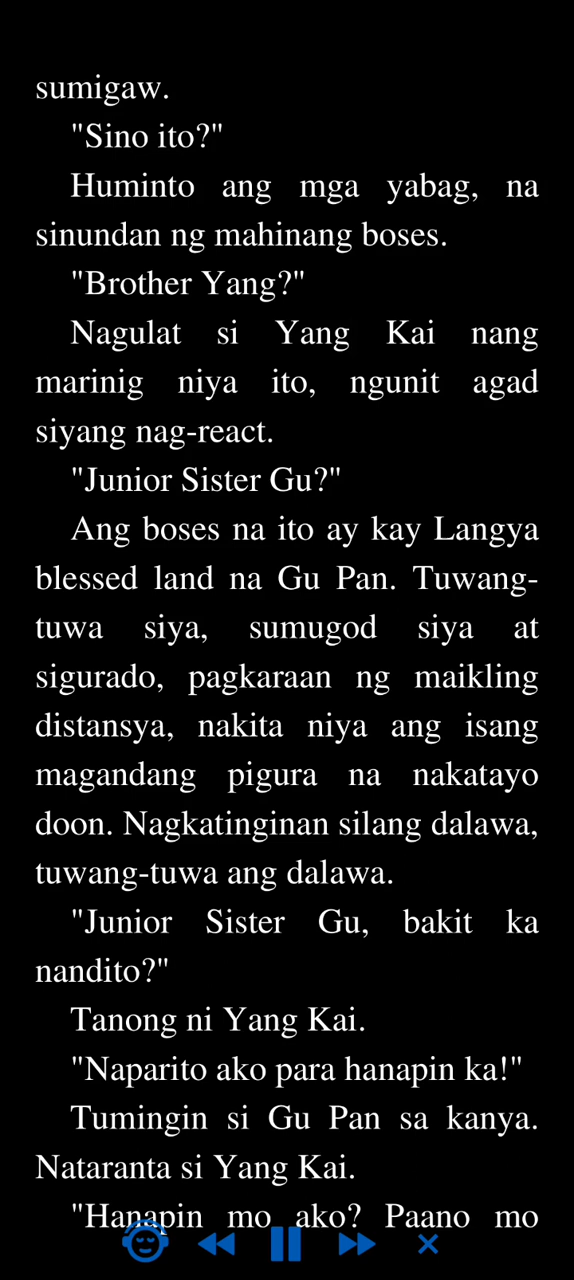 sumigaw.
"Sino ito?"
Huminto ang mga yabag, na
sinundan ng mahinang boses.
"Brother Yang?"
Nagulat si Yang Kai nang
marinig niya ito, ngunit agad
siyang nag-react.
"Junior Sister Gu?"
Ang boses na ito ay kay Langya
blessed land na Gu Pan. Tuwang-
tuwa siya, sumugod siya at
sigurado, pagkaraan ng maikling
distansya, nakita niya ang isang
magandang pigura na nakatayo
doon. Nagkatinginan silang dalawa,
tuwang-tuwa ang dalawa.
"Junior Sister Gu, bakit ka
nandito?"
Tanong ni Yang Kai.
"Naparito ako para hanapin ka!"
Tumingin si Gu Pan sa kanya.
Nataranta si Yang Kai.
"Hanapin mo ako? Paano mo